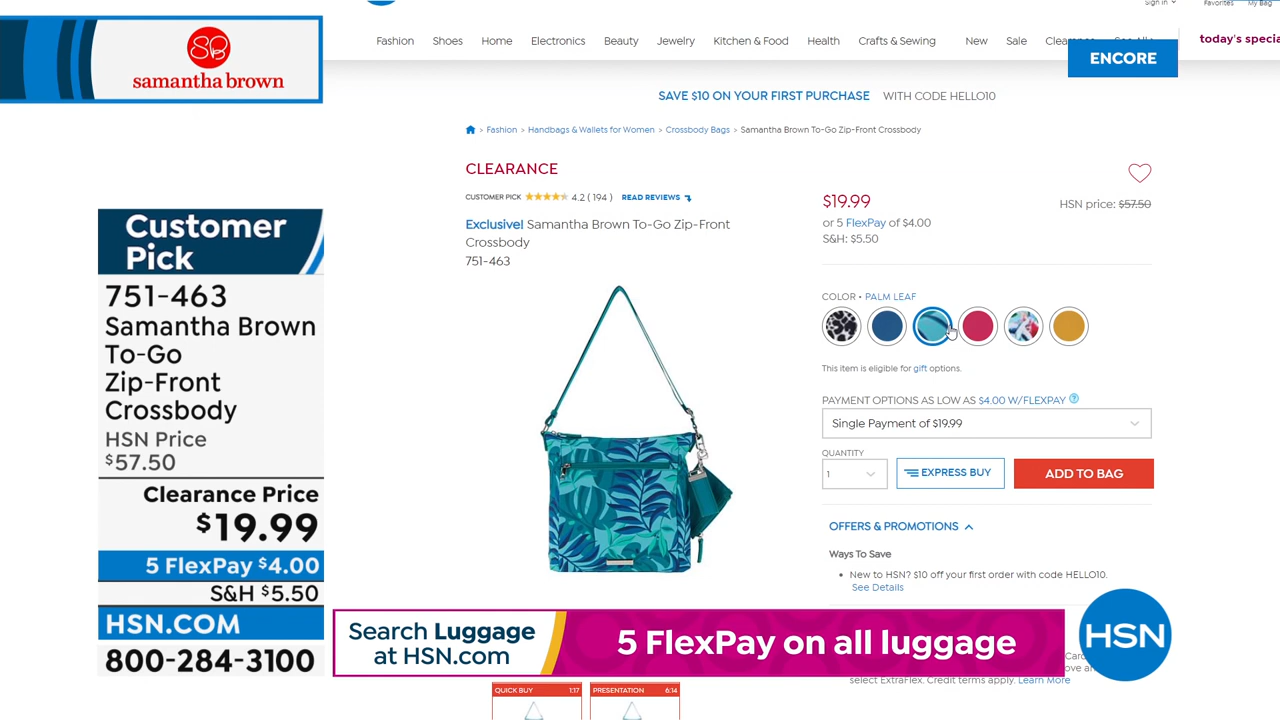 samantha brown
Sign In
Favorites
My Bag
Fashion
Shoes
Home
Electronics
Beauty
Jewelry
Kitchen & Food
Health
Crafts & Sewing
New
Sale
today's specia
ENCORE
SAVE $10 ON YOUR FIRST PURCHASE WITH CODE HELLO10
> Fashion > Handbags & Wallets for Women > Crossbody Bags > Samantha Brown To-Go Zip-Front Crossbody
CLEARANCE
CUSTOMER PICK 4.2 ( 194 ) READ REVIEWS
Exclusive! Samantha Brown To-Go Zip-Front
Crossbody
751-463
$19.99
HSN price: $57.50
or 5 FlexPay of $4.00
S&H: $5.50
COLOR • PALM LEAF
This item is eligible for gift options.
PAYMENT OPTIONS AS LOW AS $4.00 W/FLEXPAY ?
Single Payment of $19.99
QUANTITY
1
EXPRESS BUY
ADD TO BAG
OFFERS & PROMOTIONS
Ways To Save
• New to HSN? $10 off your first order with code HELLO10.
See Details
select ExtraFlex. Credit terms apply. Learn More
Customer
Pick
751-463
Samantha Brown
To-Go
Zip-Front
Crossbody
HSN Price
$57.50
Clearance Price
$19.99
5 FlexPay $4.00
S&H $5.50
HSN.COM
800-284-3100
Search Luggage
at HSN.com
5 FlexPay on all luggage
HSN
QUICK BUY 1:17
PRESENTATION 6:14